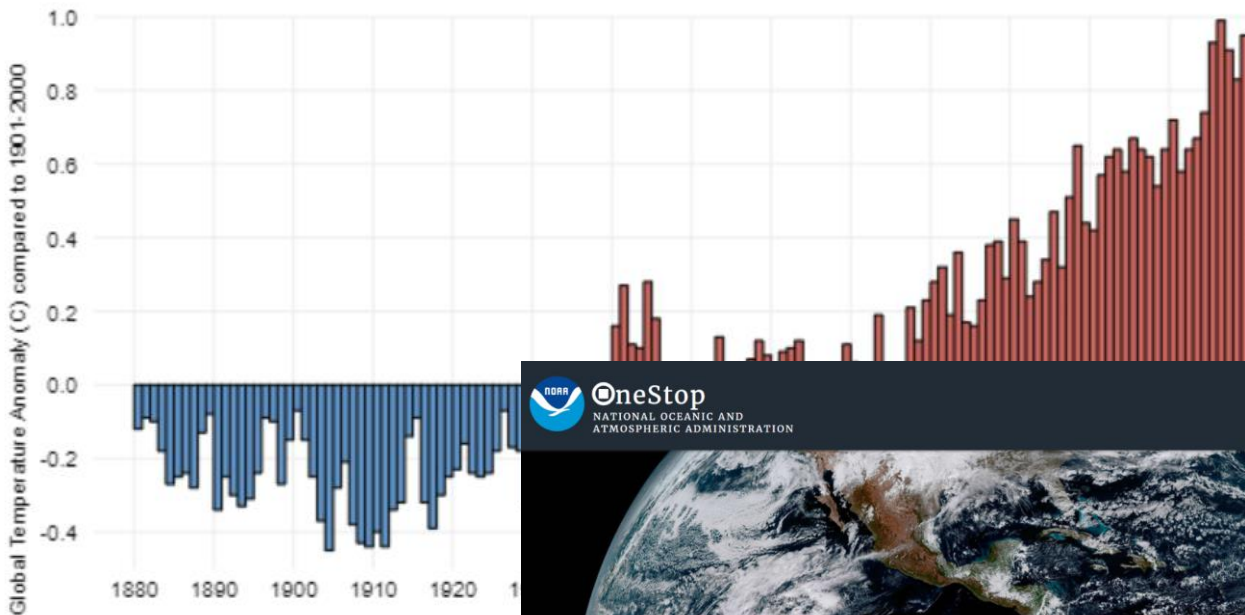 Global Temperature Anomaly (C) compared to 1901-2000
1.0
0.8
0.6
0.4
0.2
0.0
-0.2
-0.4
1880 1890 1900 1910 1920
NOAA
OneStop
NATIONAL OCEANIC AND
ATMOSPHERIC ADMINISTRATION